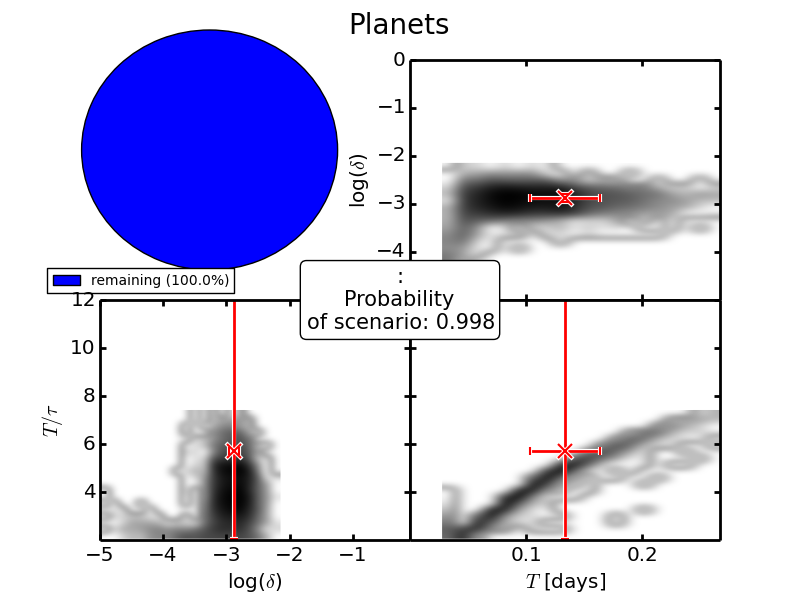 Planets
0
−1
−2
−3
−4
log(δ)
remaining (100.0%)
:
Probability
of scenario: 0.998
12
10
8
6
4
T/τ
−5
−4
−3
−2
−1
log(δ)
0.1
0.2
T [days]